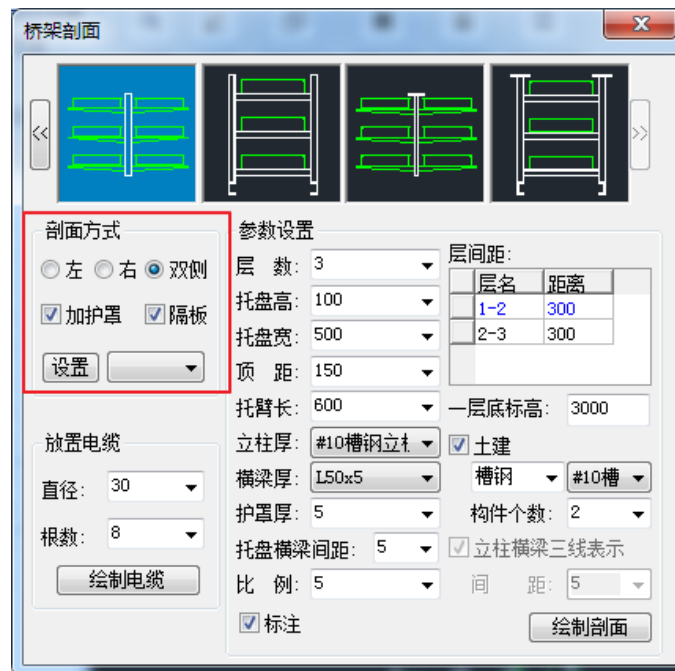 桥架剖面
x
<<
>>
剖面方式
左 右 双侧
加护罩 隔板
设置
放置电缆
直径: 30
根数: 8
绘制电缆
参数设置
层 数: 3
托盘高: 100
托盘宽: 500
顶 距: 150
托臂长: 600
立柱厚: #10槽钢立柱
横梁厚: L50x5
护罩厚: 5
托盘横梁间距: 5
比 例: 5
标注
层间距:
层名 距离
1-2 300
2-3 300
一层底标高: 3000
土建
槽钢 #10槽
构件个数: 2
立柱横梁三线表示
间 距: 5
绘制剖面